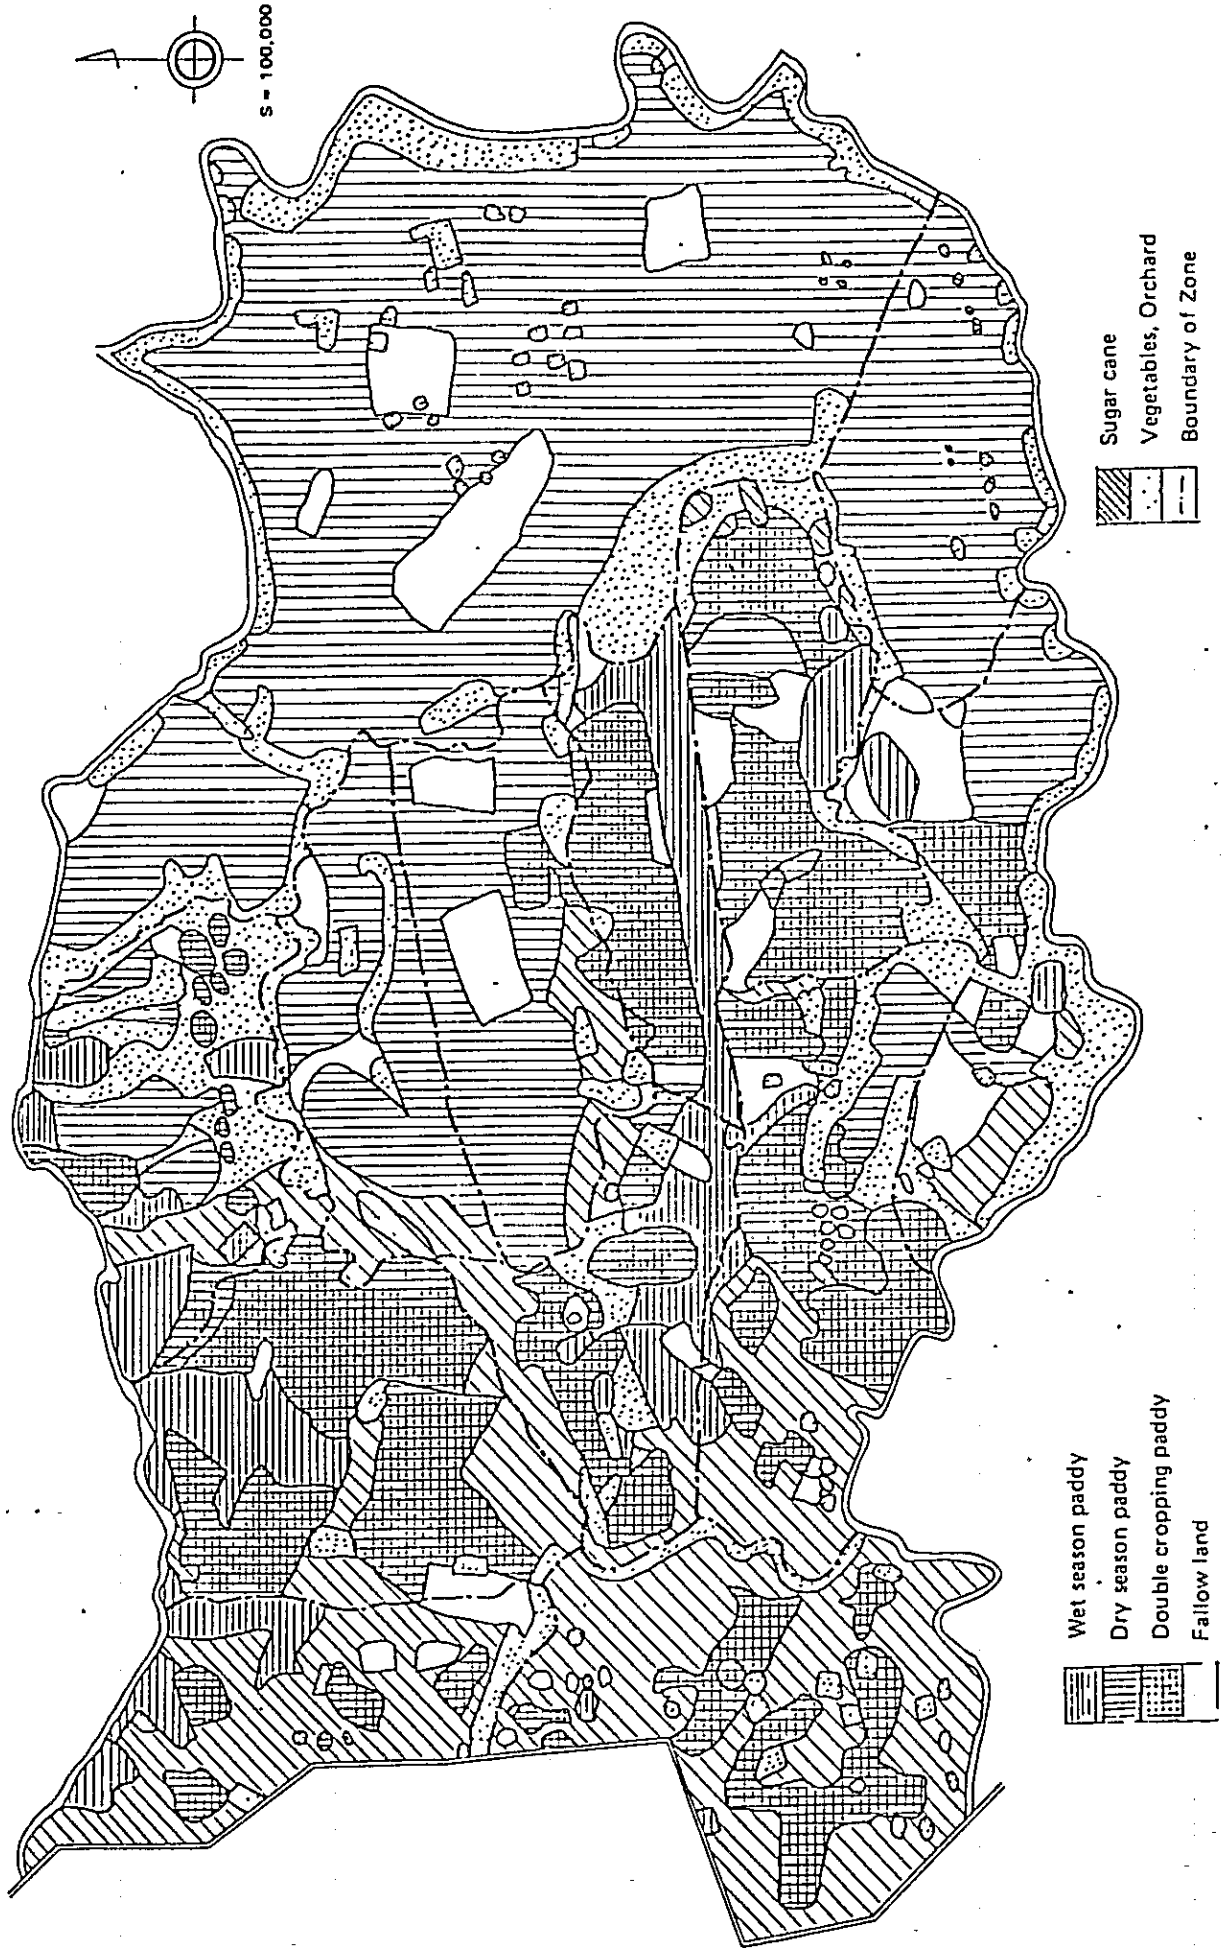 S = 100,000
Wet season paddy
Dry season paddy
Double cropping paddy
Fallow land
Sugar cane
Vegetables, Orchard
Boundary of Zone